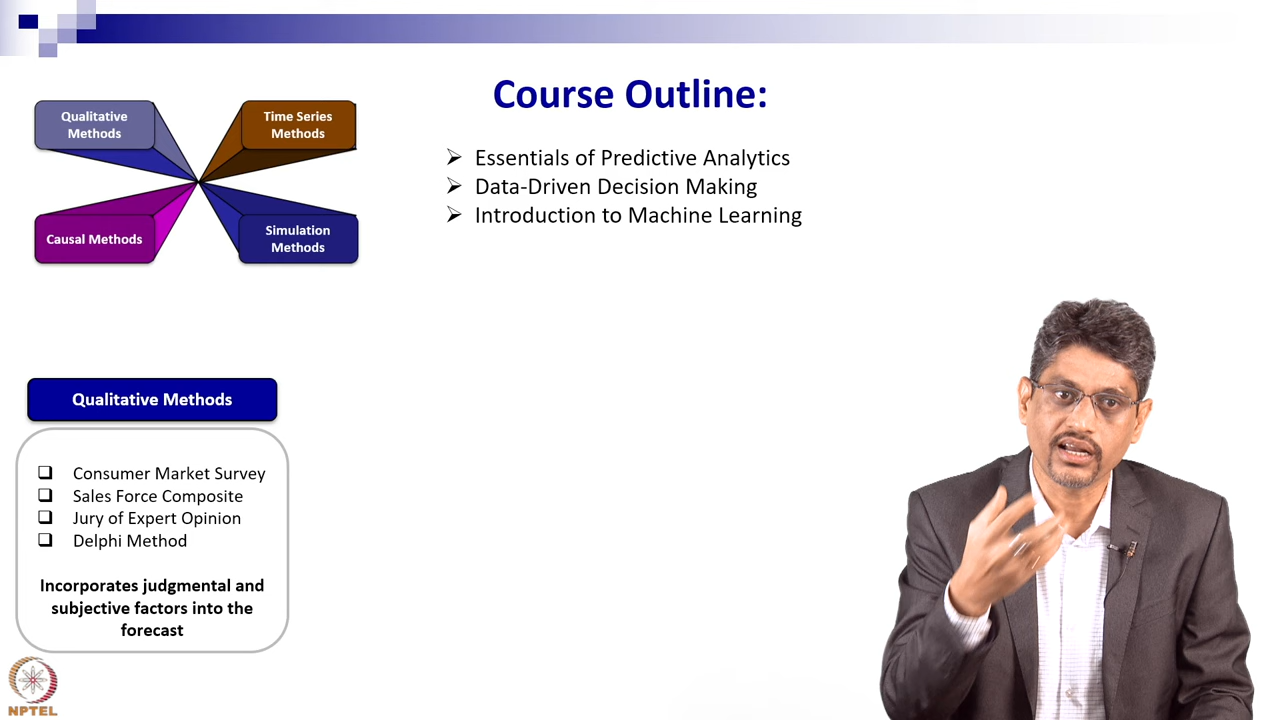 Course Outline:
Qualitative
Methods
Time Series
Methods
Causal Methods
Simulation
Methods
Essentials of Predictive Analytics
Data-Driven Decision Making
Introduction to Machine Learning
Qualitative Methods
Consumer Market Survey
Sales Force Composite
Jury of Expert Opinion
Delphi Method
Incorporates judgmental and
subjective factors into the
forecast
NPTEL